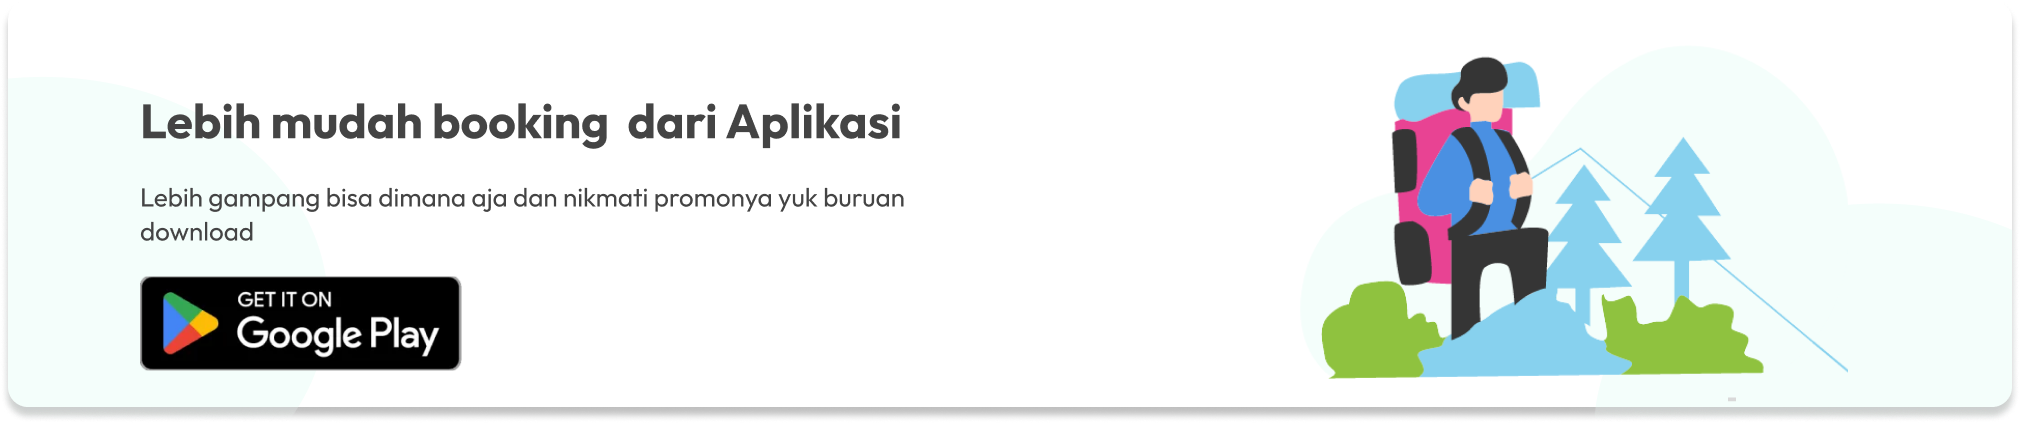 Lebih mudah booking  dari Aplikasi
Lebih gampang bisa dimana aja dan nikmati promonya yuk buruan
download
GET IT ON
Google Play